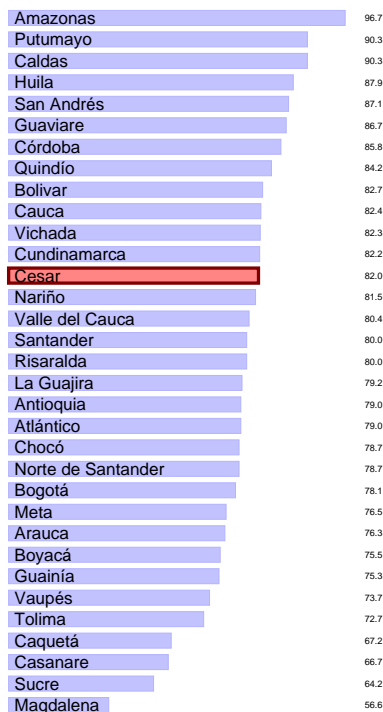 Amazonas 96.7
Putumayo 90.3
Caldas 90.3
Huila 87.9
San Andrés 87.1
Guaviare 86.7
Córdoba 85.8
Quindío 84.2
Bolivar 82.7
Cauca 82.4
Vichada 82.3
Cundinamarca 82.2
Cesar 82.0
Nariño 81.5
Valle del Cauca 80.4
Santander 80.0
Risaralda 80.0
La Guajira 79.2
Antioquia 79.0
Atlántico 79.0
Chocó 78.7
Norte de Santander 78.7
Bogotá 78.1
Meta 76.5
Arauca 76.3
Boyacá 75.5
Guainía 75.3
Vaupés 73.7
Tolima 72.7
Caquetá 67.2
Casanare 66.7
Sucre 64.2
Magdalena 56.6